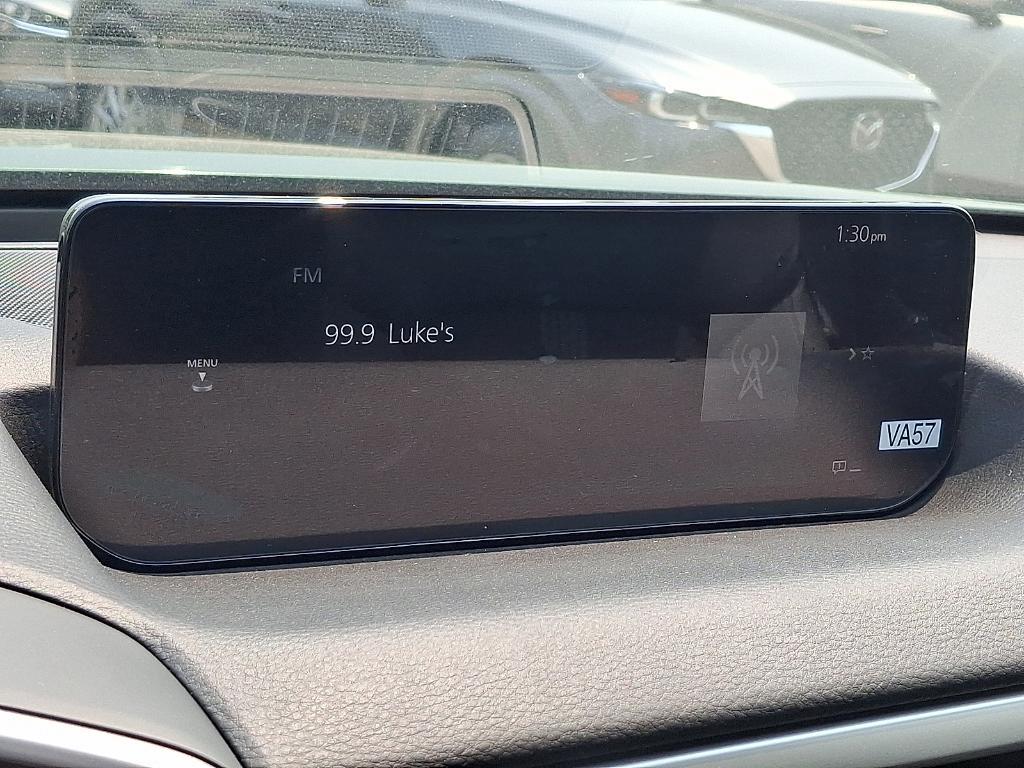 1:30pm
FM
99.9 Luke's
MENU
VA57